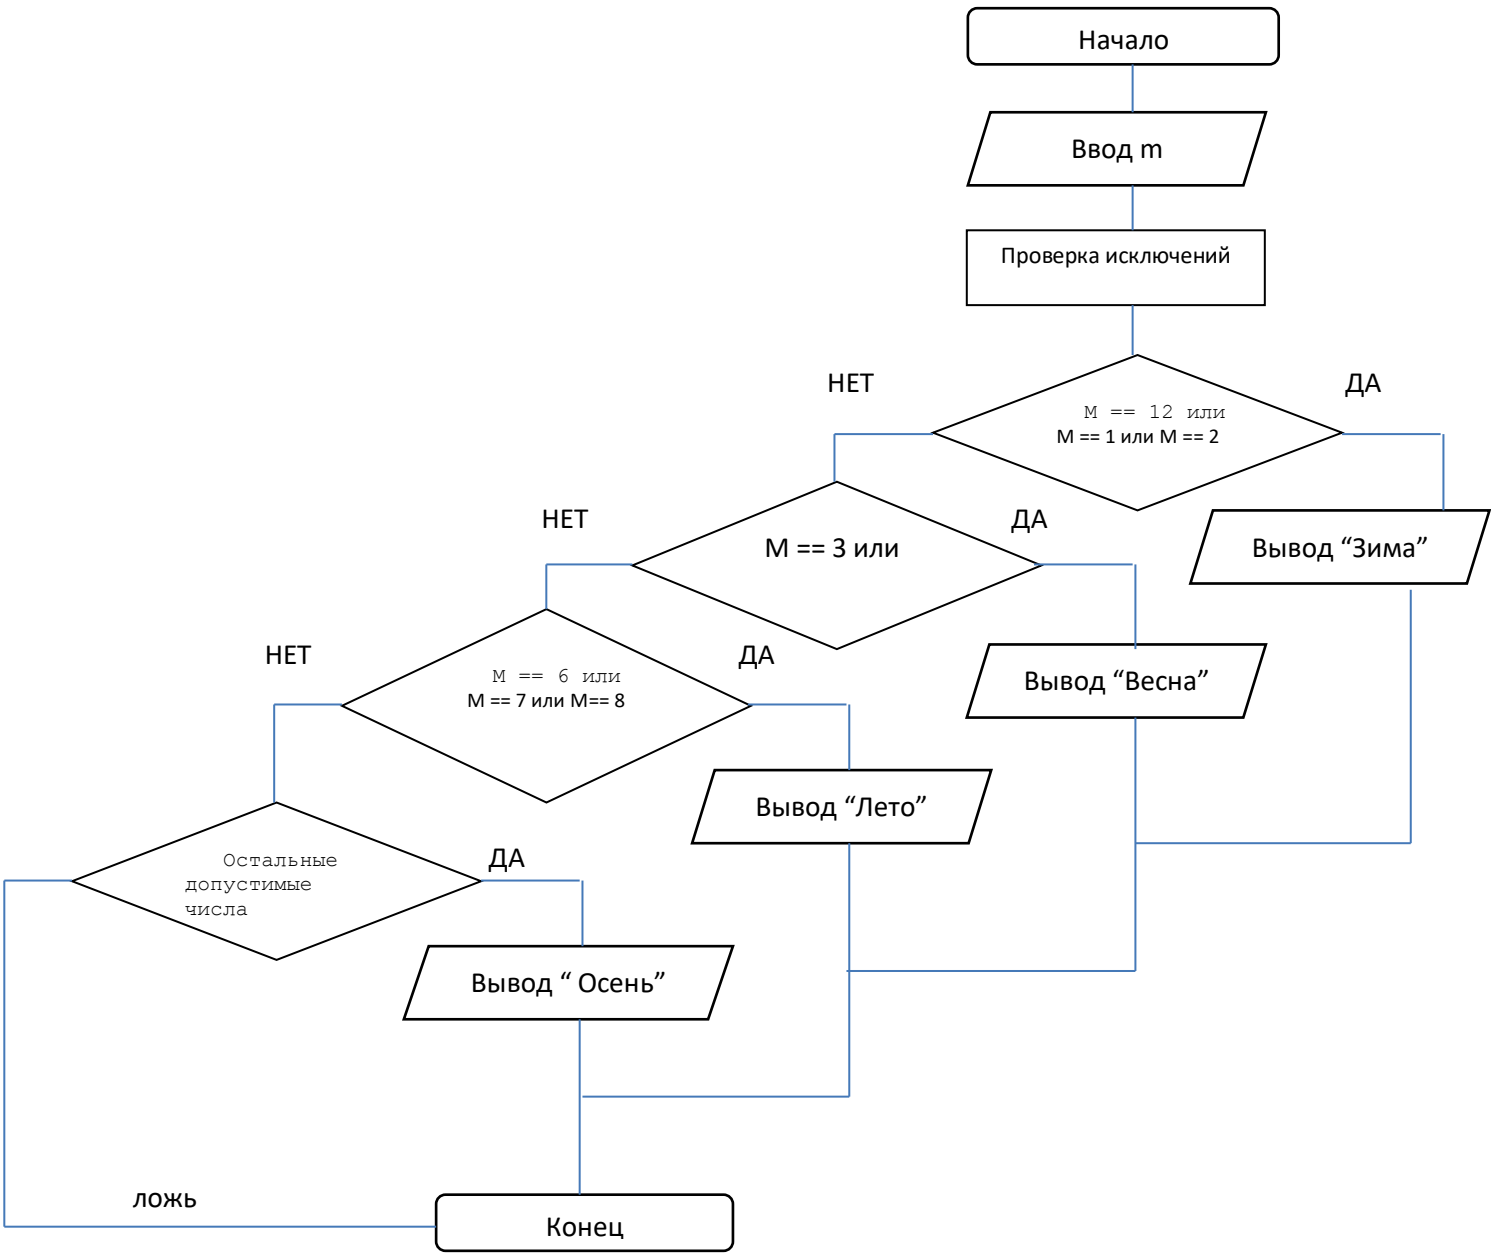 Начало
Ввод m
Проверка исключений
НЕТ
ДА
M == 12 или
M == 1 или M == 2
НЕТ
ДА
M == 3 или
Вывод “Зима”
НЕТ
ДА
M == 6 или
M == 7 или M== 8
Вывод “Весна”
Вывод “Лето”
ДА
Остальные
допустимые
числа
Вывод “ Осень”
ложь
Конец